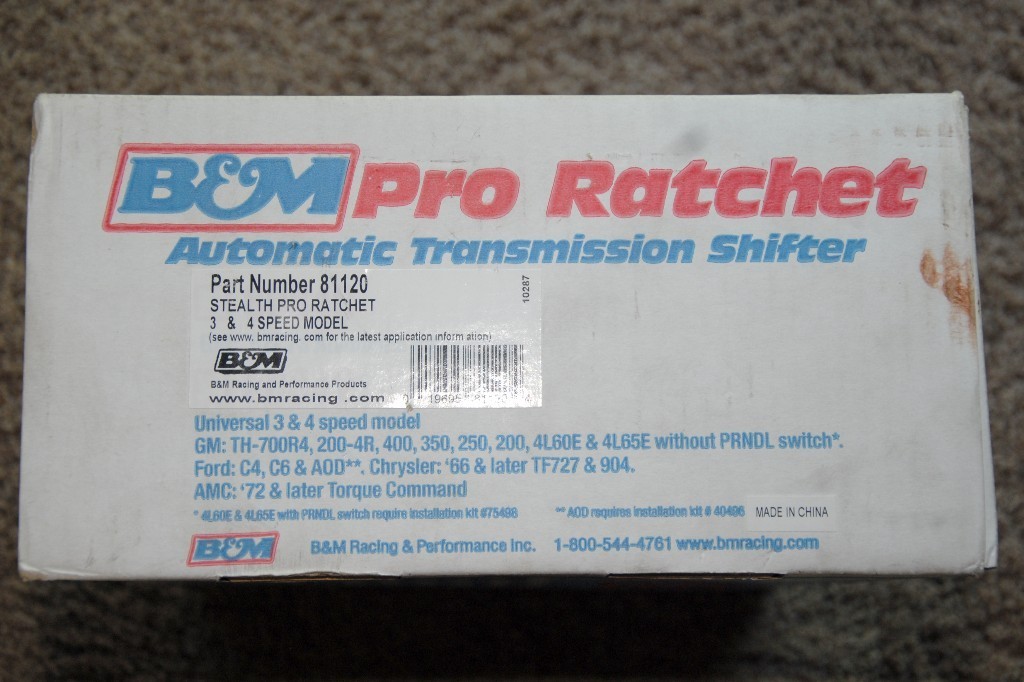 B&M Pro Ratchet
Automatic Transmission Shifter
Part Number 81120
10287
STEALTH PRO RATCHET
3 & 4 SPEED MODEL
(see www. bmracing. com for the latest application information)
B&M
B&M Racing and Performance Products
www.bmracing .com
Universal 3 & 4 speed model
GM: TH-700R4, 200-4R, 400, 350, 250, 200, 4L60E & 4L65E without PRNDL switch*.
Ford: C4, C6 & AOD**. Chrysler: '66 & later TF727 & 904.
AMC: '72 & later Torque Command
* 4L60E & 4L65E with PRNDL switch require installation kit #75498 ** AOD requires installation kit # 40496
MADE IN CHINA
B&M B&M Racing & Performance Inc. 1-800-544-4761 www.bmracing.com